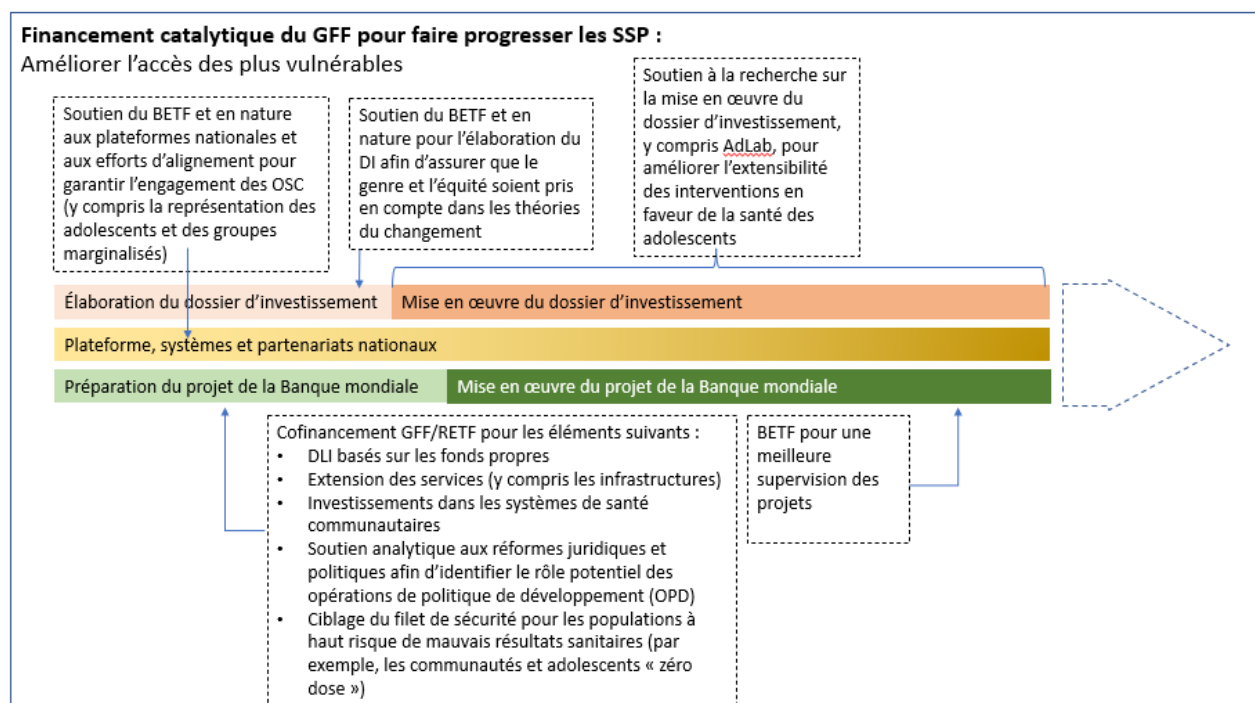 Financement catalytique du GFF pour faire progresser les SSP :
Améliorer l’accès des plus vulnérables
Soutien du BETF et en nature
aux plateformes nationales et
aux efforts d’alignement pour
garantir l’engagement des OSC
(y compris la représentation des
adolescents et des groupes
marginalisés)
Soutien du BETF et en
nature pour l’élaboration du
DI afin d’assurer que le
genre et l’équité soient pris
en compte dans les théories
du changement
Soutien à la recherche sur
la mise en œuvre du
dossier d’investissement,
y compris AdLab, pour
améliorer l’extensibilité
des interventions en
faveur de la santé des
adolescents
Élaboration du dossier d’investissement
Mise en œuvre du dossier d’investissement
Plateforme, systèmes et partenariats nationaux
Préparation du projet de la Banque mondiale
Mise en œuvre du projet de la Banque mondiale
Cofinancement GFF/RETF pour les éléments suivants :
• DLI basés sur les fonds propres
• Extension des services (y compris les infrastructures)
• Investissements dans les systèmes de santé
communautaires
• Soutien analytique aux réformes juridiques et
politiques afin d’identifier le rôle potentiel des
opérations de politique de développement (OPD)
• Ciblage du filet de sécurité pour les populations à
haut risque de mauvais résultats sanitaires (par
exemple, les communautés et adolescents « zéro
dose »)
BETF pour une
meilleure
supervision des
projets